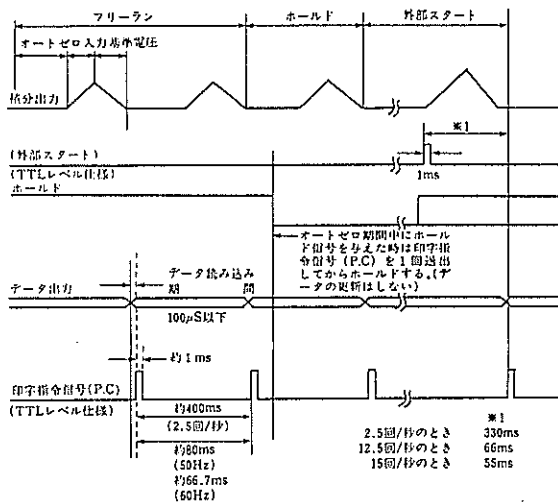 フリーラン
ホールド
外部スタート
オートゼロ入力基準電圧
積分出力
※1
(外部スタート)
(TTLレベル仕様)
1ms
ホールド
オートゼロ期間中にホール
ド信号を与えた時は印字指
令信号(P.C)を1回送出
してからホールドする。(デ
ータの更新はしない)
データ読み込み
期 間
データ出力
100μS以下
約1ms
印字指令信号(P.C)
(TTLレベル仕様)
約400ms
(2.5回/秒)
約80ms
(50Hz)
約66.7ms
(60Hz)
※1
2.5回/秒のとき 330ms
12.5回/秒のとき 66ms
15回/秒のとき 55ms